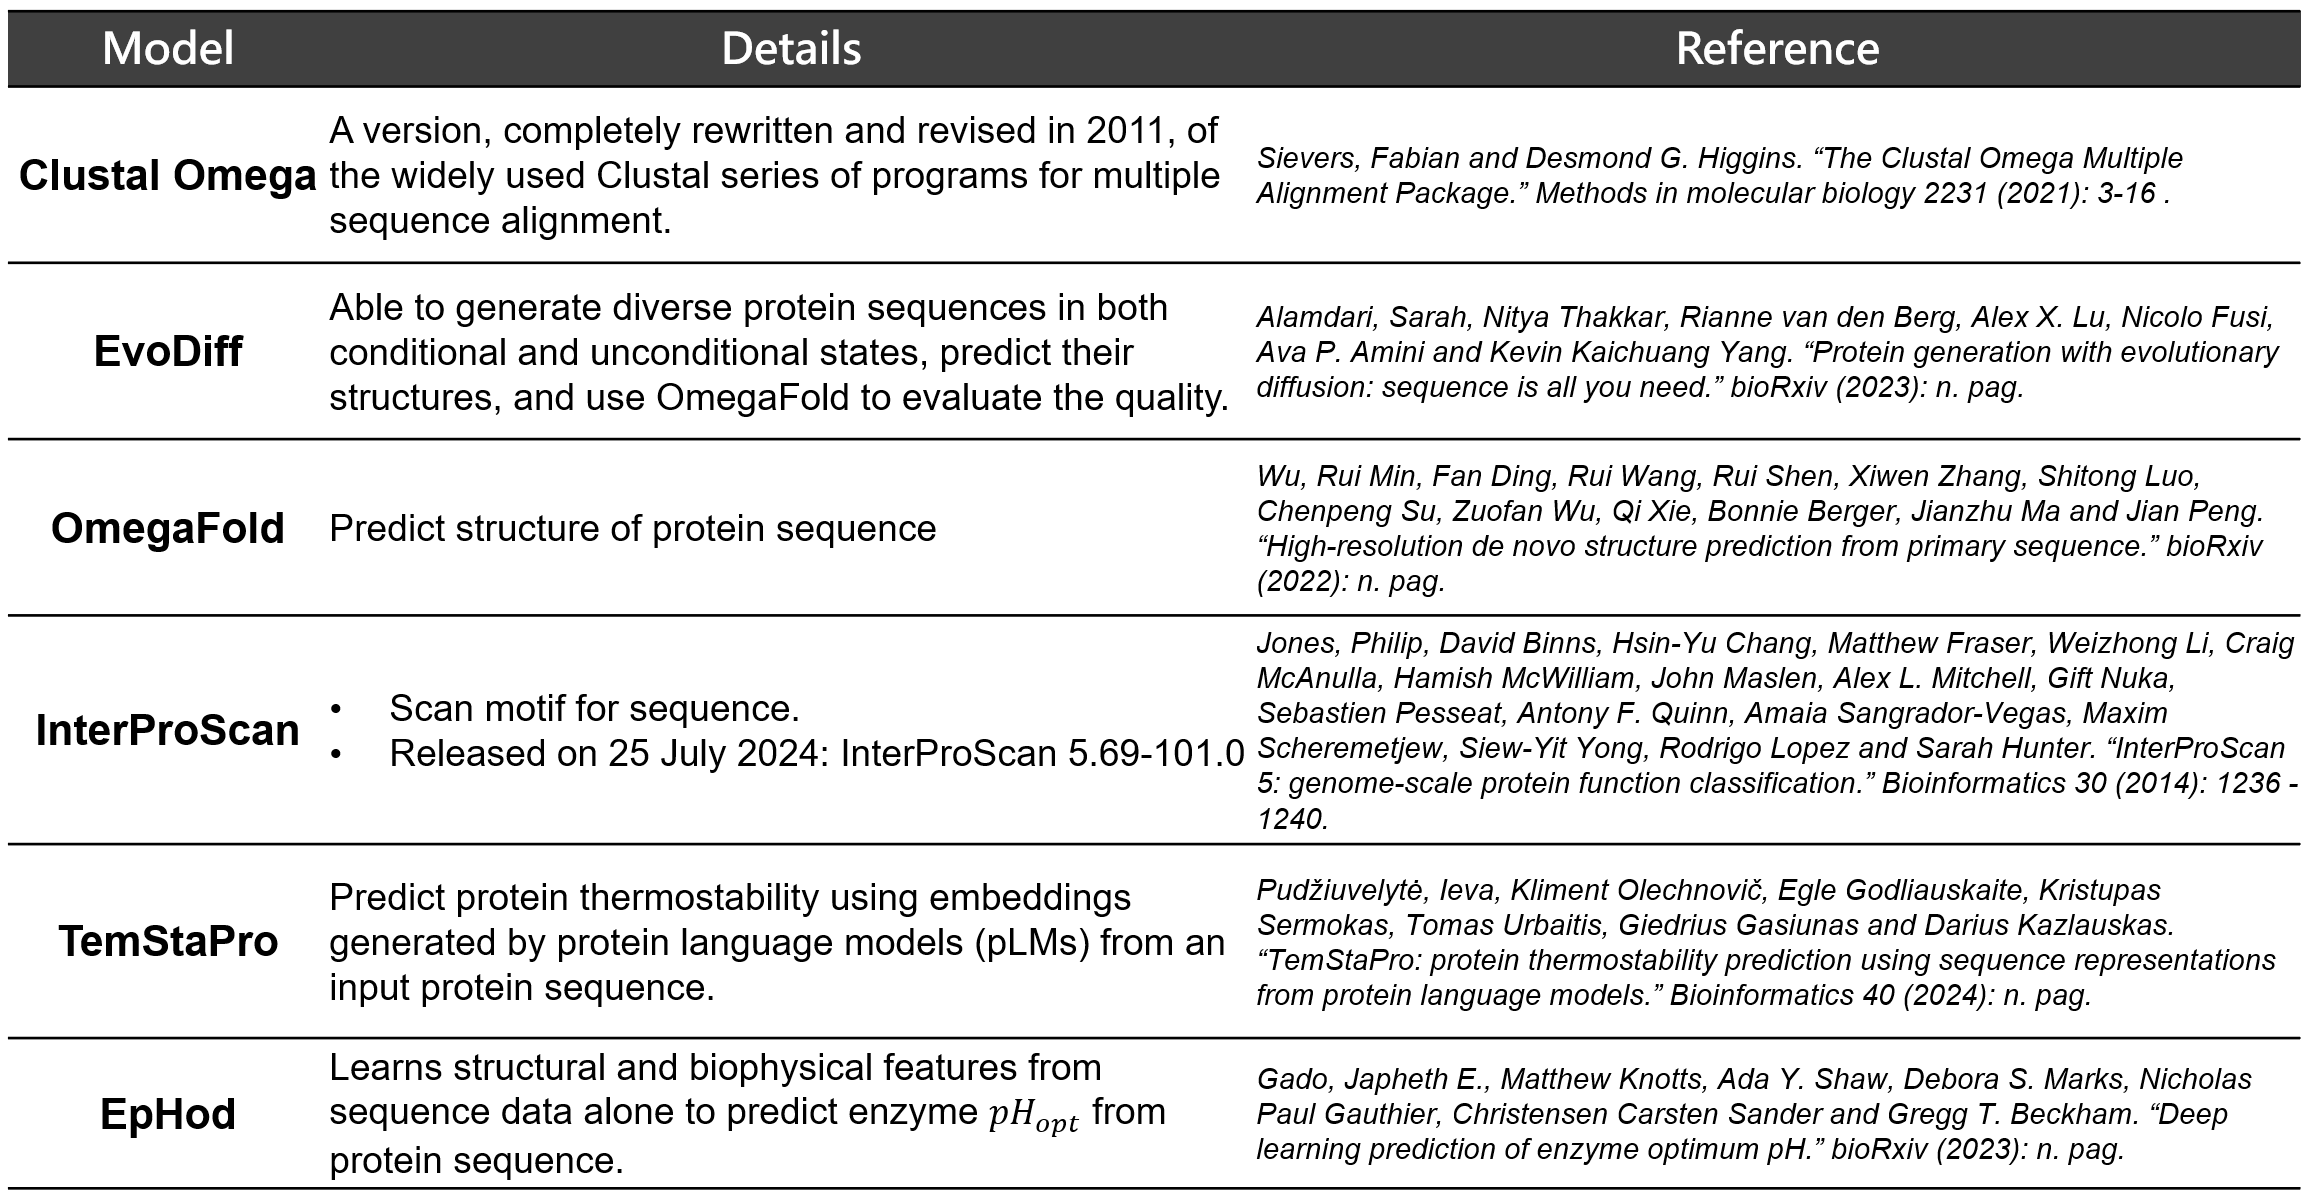 Model Details Reference
Clustal Omega
A version, completely rewritten and revised in 2011, of
the widely used Clustal series of programs for multiple
sequence alignment.
Sievers, Fabian and Desmond G. Higgins. “The Clustal Omega Multiple
Alignment Package.” Methods in molecular biology 2231 (2021): 3-16 .
EvoDiff
Able to generate diverse protein sequences in both
conditional and unconditional states, predict their
structures, and use OmegaFold to evaluate the quality.
Alamdari, Sarah, Nitya Thakkar, Rianne van den Berg, Alex X. Lu, Nicolo Fusi,
Ava P. Amini and Kevin Kaichuang Yang. “Protein generation with evolutionary
diffusion: sequence is all you need.” bioRxiv (2023): n. pag.
OmegaFold
Predict structure of protein sequence
Wu, Rui Min, Fan Ding, Rui Wang, Rui Shen, Xiwen Zhang, Shitong Luo,
Chenpeng Su, Zuofan Wu, Qi Xie, Bonnie Berger, Jianzhu Ma and Jian Peng.
“High-resolution de novo structure prediction from primary sequence.” bioRxiv
(2022): n. pag.
InterProScan
• Scan motif for sequence.
• Released on 25 July 2024: InterProScan 5.69-101.0
Jones, Philip, David Binns, Hsin-Yu Chang, Matthew Fraser, Weizhong Li, Craig
McAnulla, Hamish McWilliam, John Maslen, Alex L. Mitchell, Gift Nuka,
Sebastien Pesseat, Antony F. Quinn, Amaia Sangrador-Vegas, Maxim
Scheremetjew, Siew-Yit Yong, Rodrigo Lopez and Sarah Hunter. “InterProScan
5: genome-scale protein function classification.” Bioinformatics 30 (2014): 1236 -
1240.
TemStaPro
Predict protein thermostability using embeddings
generated by protein language models (pLMs) from an
input protein sequence.
Pudžiuvelytė, Ieva, Kliment Olechnovič, Egle Godliauskaite, Kristupas
Sermokas, Tomas Urbaitis, Giedrius Gasiunas and Darius Kazlauskas.
“TemStaPro: protein thermostability prediction using sequence representations
from protein language models.” Bioinformatics 40 (2024): n. pag.
EpHod
Learns structural and biophysical features from
sequence data alone to predict enzyme pH_opt from
protein sequence.
Gado, Japheth E., Matthew Knotts, Ada Y. Shaw, Debora S. Marks, Nicholas
Paul Gauthier, Christensen Carsten Sander and Gregg T. Beckham. “Deep
learning prediction of enzyme optimum pH.” bioRxiv (2023): n. pag.